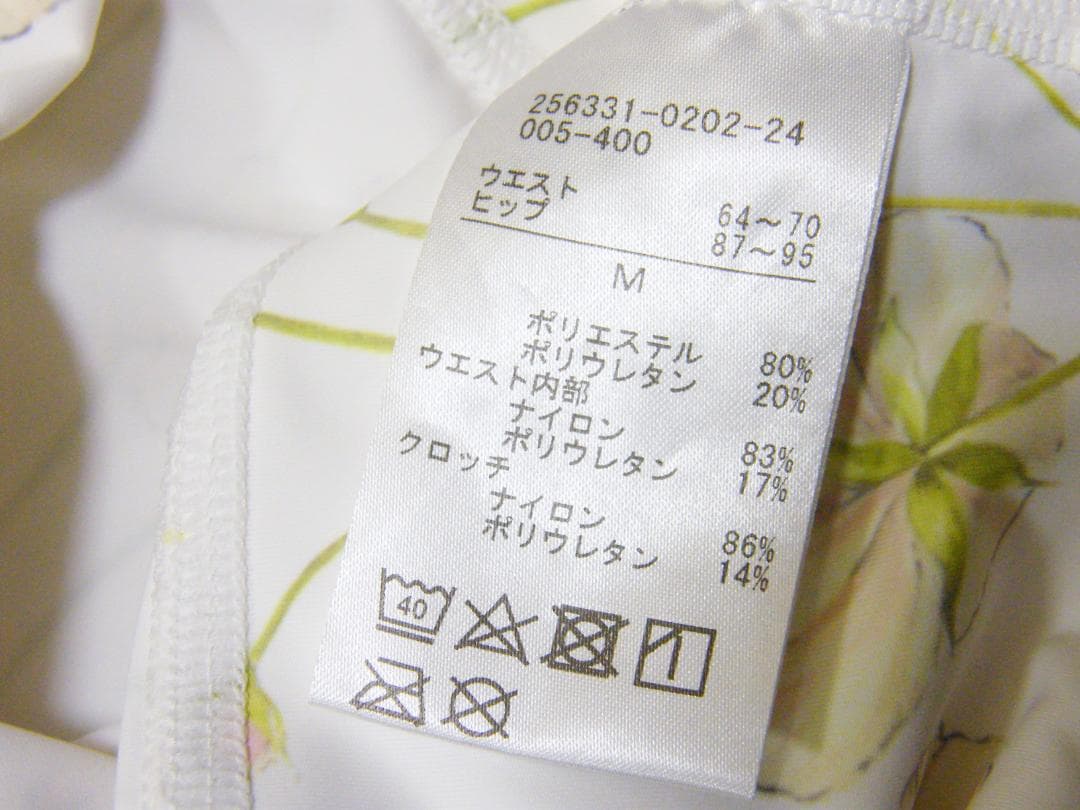 256331-0202-24
005-400
ウエスト 64～70
ヒップ 87～95
M
ポリエステル 80%
ポリウレタン 20%
ウエスト内部
ナイロン 83%
ポリウレタン 17%
クロッチ
ナイロン 86%
ポリウレタン 14%
40